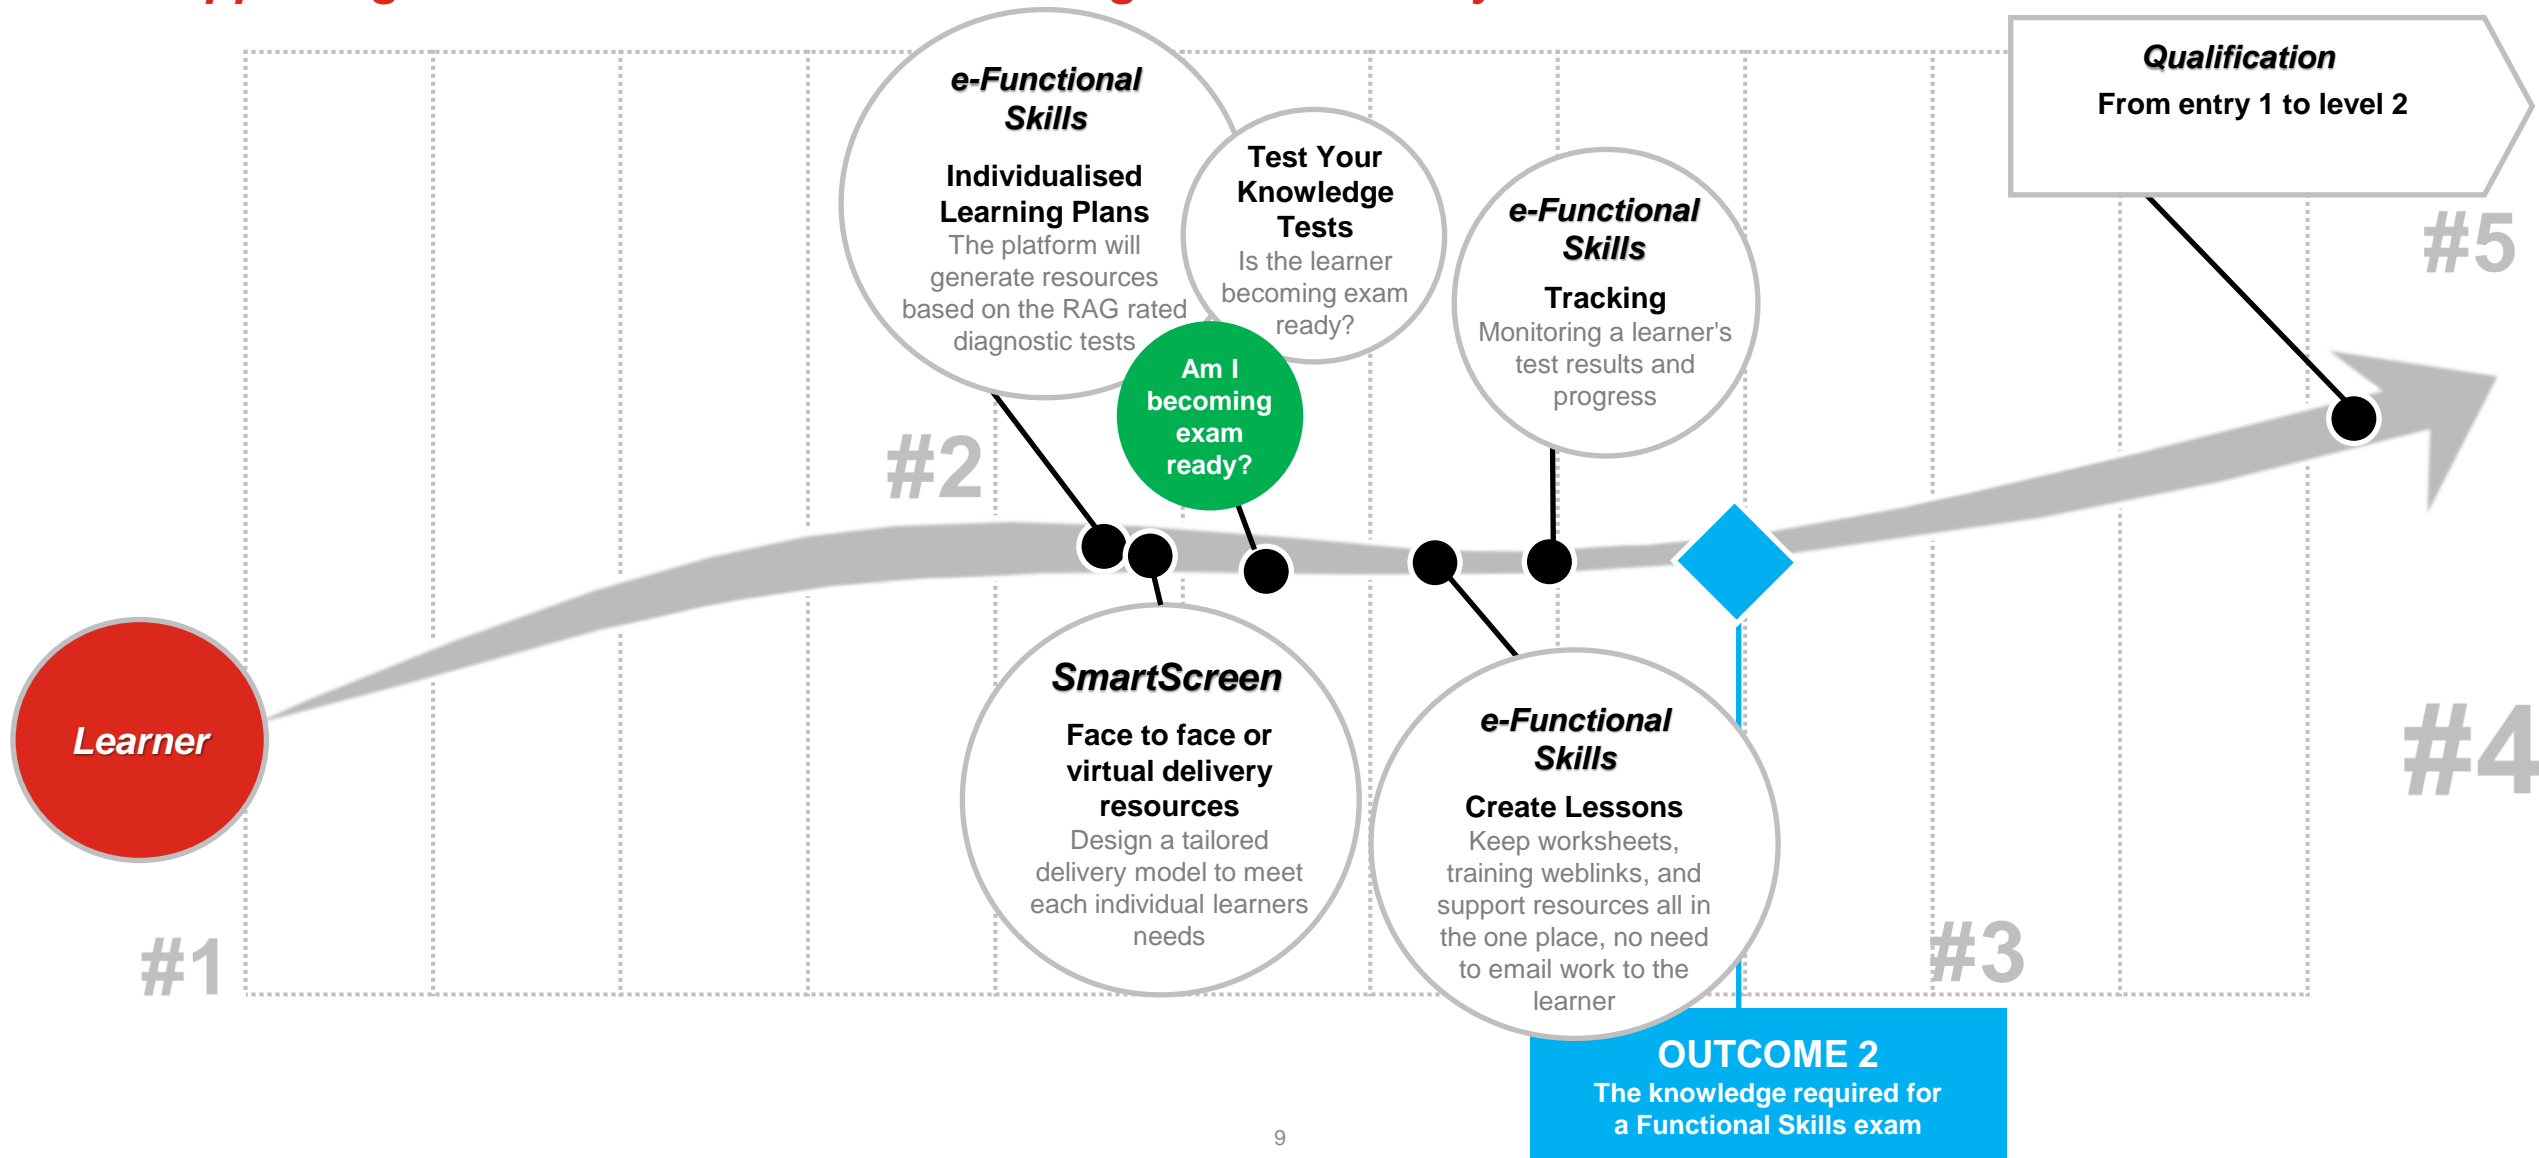 e-Functional
Skills
Individualised
Learning Plans
The platform will
generate resources
based on the RAG rated
diagnostic tests
Test Your
Knowledge
Tests
Is the learner
becoming exam
ready?
Am I
becoming
exam
ready?
e-Functional
Skills
Tracking
Monitoring a learner's
test results and
progress
Qualification
From entry 1 to level 2
#5
#2
Learner
#1
SmartScreen
Face to face or
virtual delivery
resources
Design a tailored
delivery model to meet
each individual learners
needs
e-Functional
Skills
Create Lessons
Keep worksheets,
training weblinks, and
support resources all in
the one place, no need
to email work to the
learner
#4
#3
OUTCOME 2
The knowledge required for
a Functional Skills exam
9